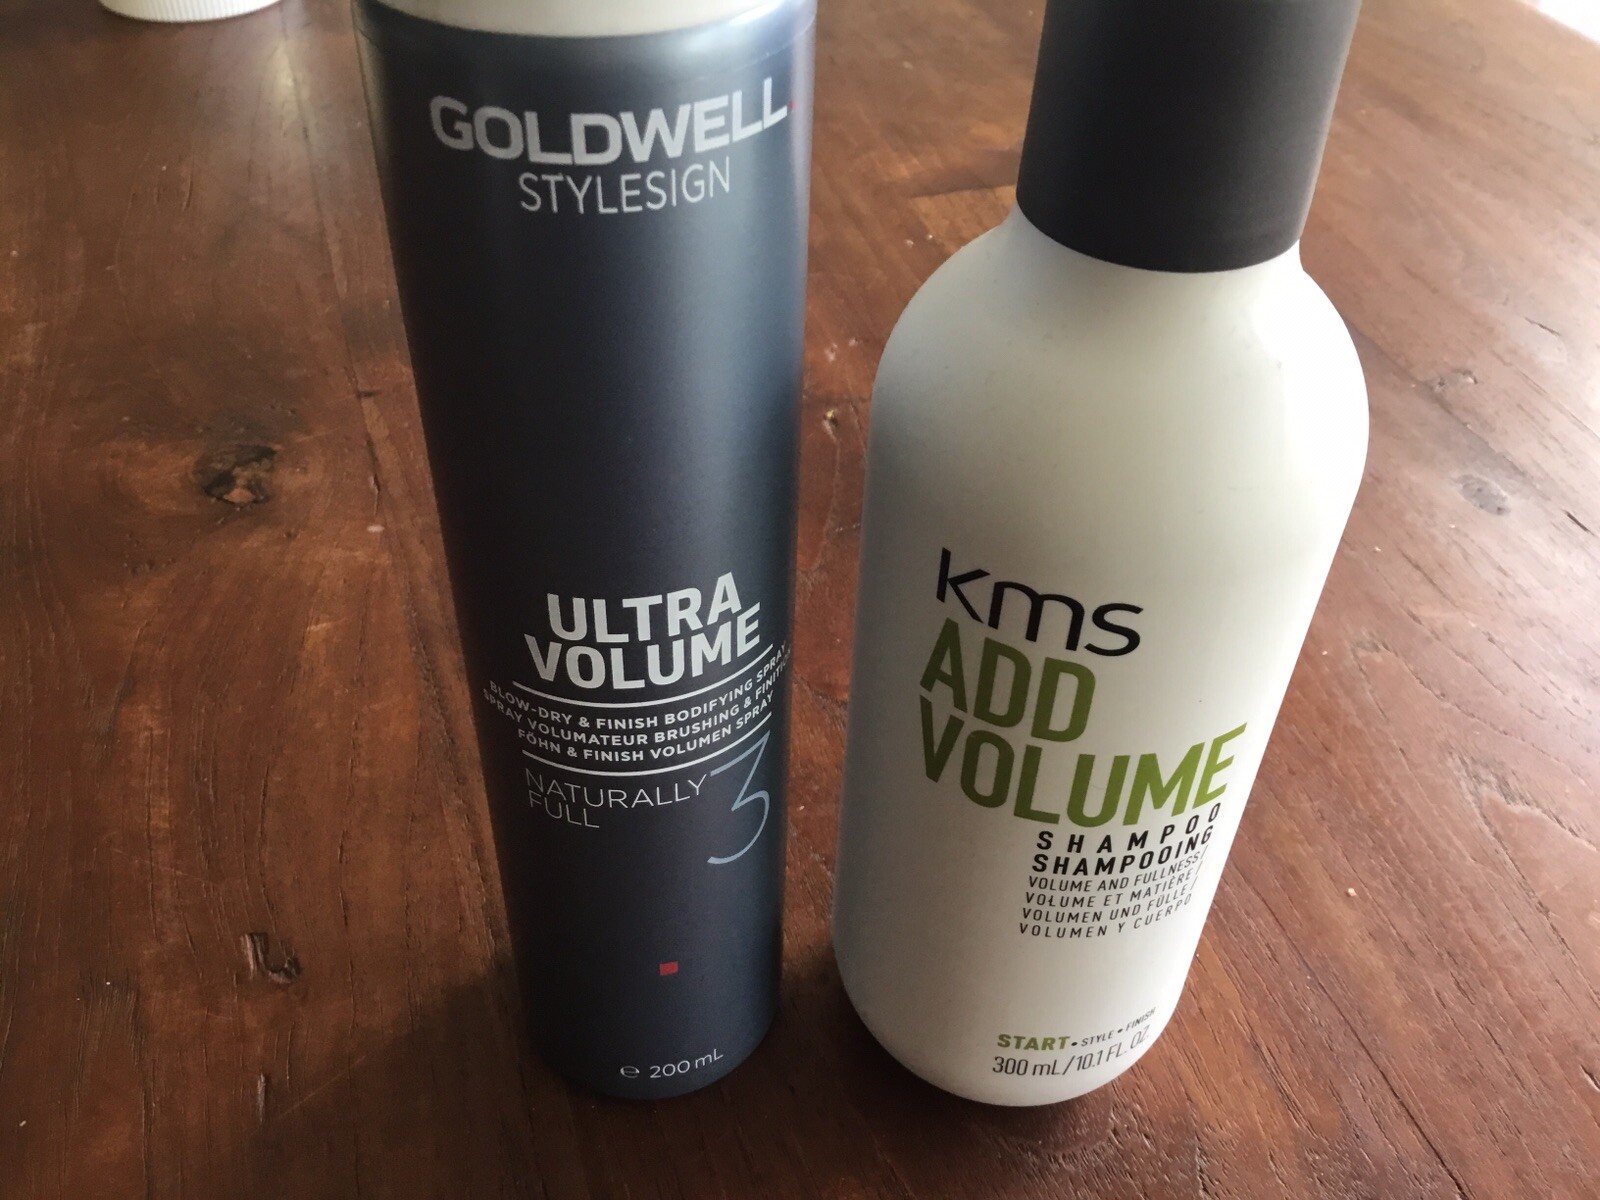 GOLDWELL.
STYLESIGN
ULTRA
VOLUME
BLOW-DRY & FINISH BODIFYING SPRAY
SPRAY VOLUMATEUR BRUSHING & FINITION
FÖHN & FINISH VOLUMEN SPRAY
NATURALLY
FULL
3
e 200 mL
kms
ADD
VOLUME
SHAMPOO
SHAMPOOING
VOLUME AND FULLNESS/
VOLUME ET MATIÈRE/
VOLUMEN UND FÜLLE/
VOLUMEN Y CUERPO
START • STYLE • FINISH
300 mL/10.1 FL. OZ.